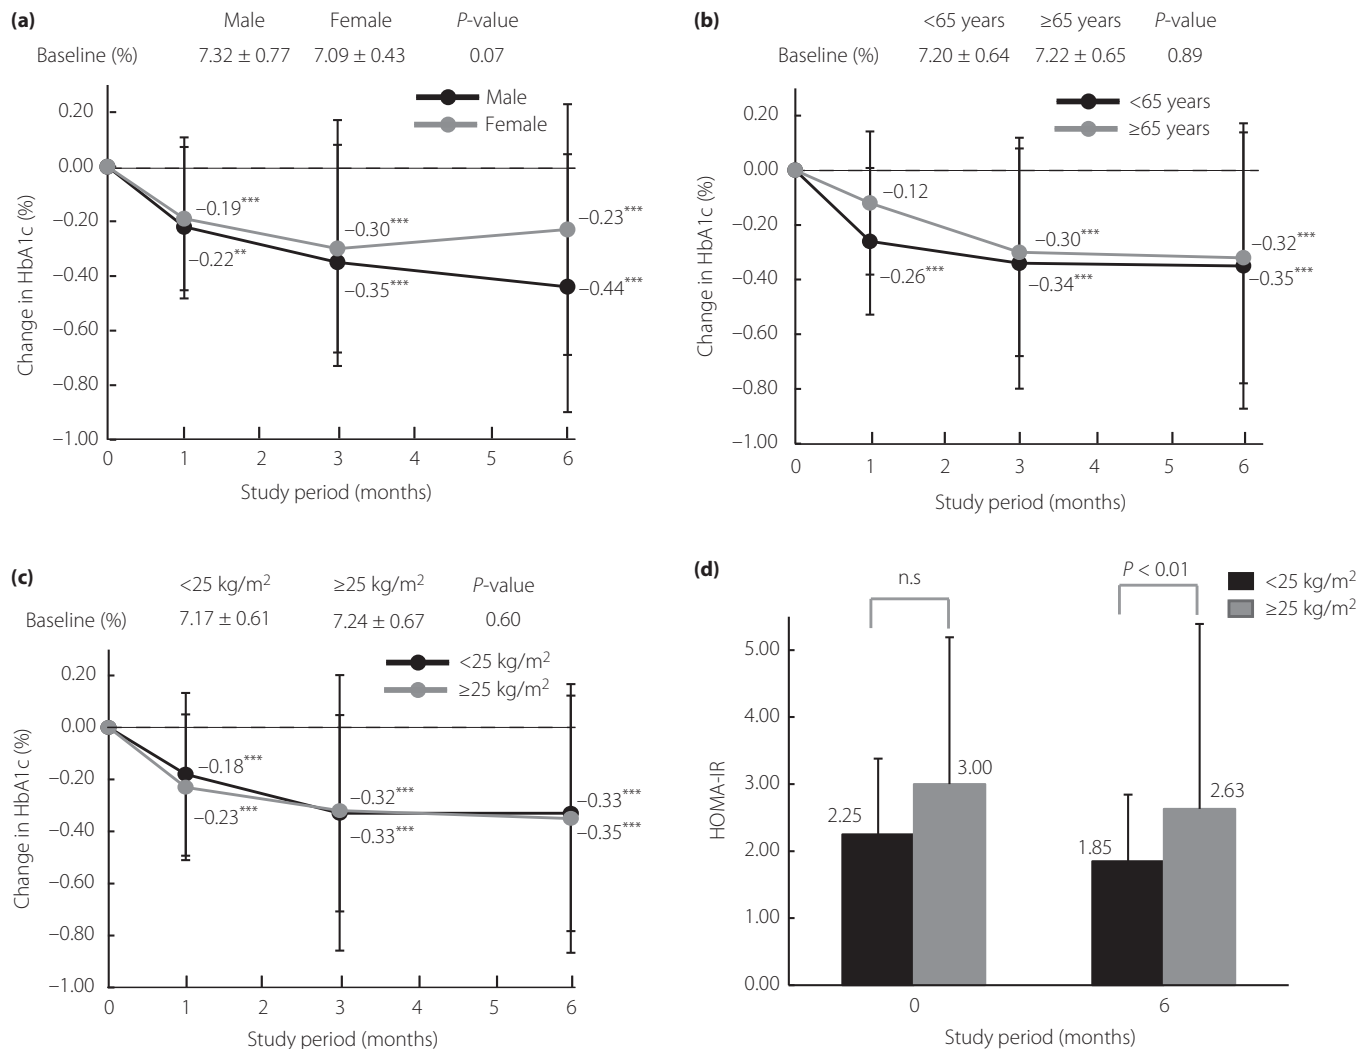 (a)
Male Female P-value
Baseline (%) 7.32 ± 0.77 7.09 ± 0.43 0.07
Male
Female
0.20
0.00
−0.20
−0.40
−0.60
−0.80
−1.00
Change in HbA1c (%)
−0.19***
−0.22**
−0.30***
−0.35***
−0.23***
−0.44***
0 1 2 3 4 5 6
Study period (months)
(b)
<65 years ≥65 years P-value
Baseline (%) 7.20 ± 0.64 7.22 ± 0.65 0.89
<65 years
≥65 years
0.20
0.00
−0.20
−0.40
−0.60
−0.80
−1.00
Change in HbA1c (%)
−0.12
−0.26***
−0.30***
−0.34***
−0.32***
−0.35***
0 1 2 3 4 5 6
Study period (months)
(c)
<25 kg/m² ≥25 kg/m² P-value
Baseline (%) 7.17 ± 0.61 7.24 ± 0.67 0.60
<25 kg/m²
≥25 kg/m²
0.20
0.00
−0.20
−0.40
−0.60
−0.80
−1.00
Change in HbA1c (%)
−0.18***
−0.23***
−0.32***
−0.33***
−0.33***
−0.35***
0 1 2 3 4 5 6
Study period (months)
(d)
n.s
P < 0.01
<25 kg/m²
≥25 kg/m²
5.00
4.00
3.00
2.00
1.00
0.00
HOMA-IR
2.25
3.00
1.85
2.63
0 6
Study period (months)